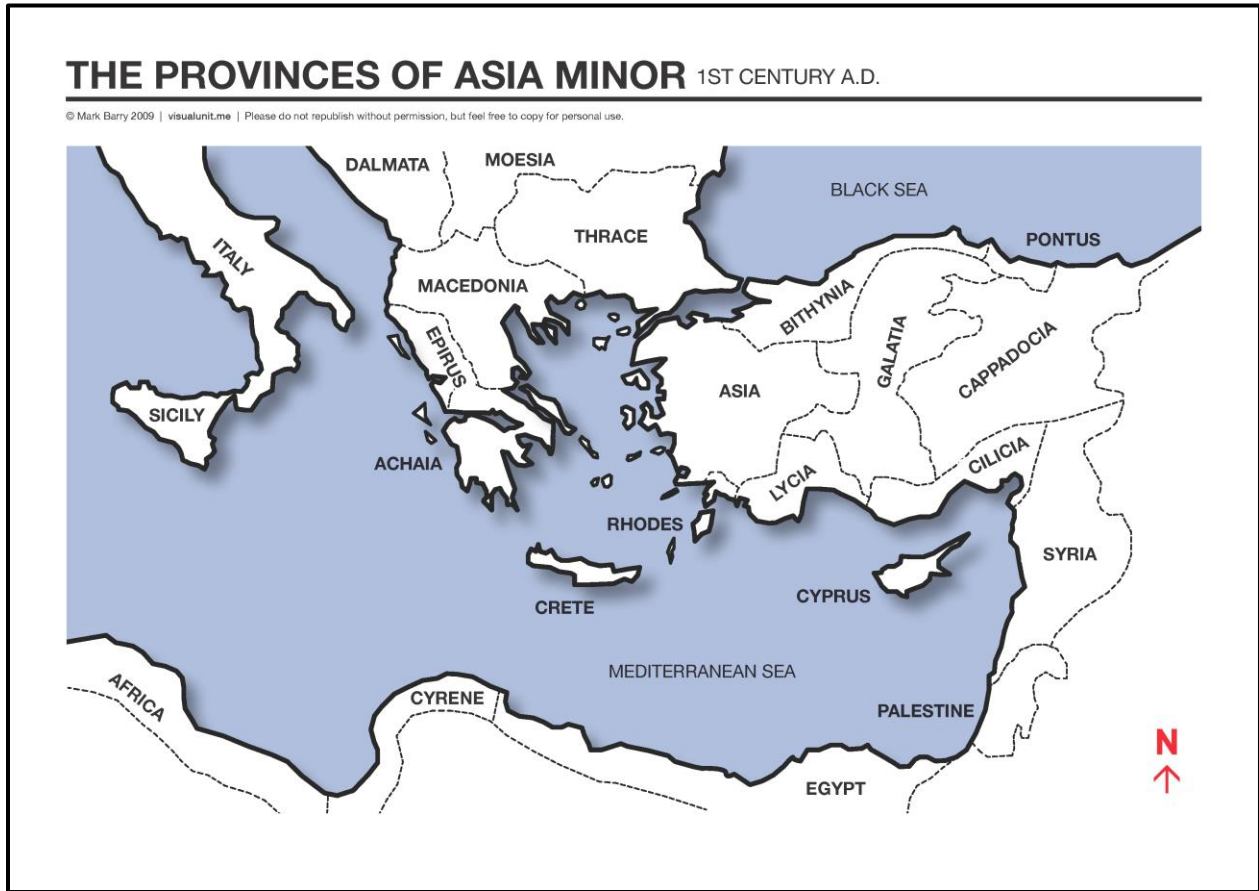 THE PROVINCES OF ASIA MINOR 1ST CENTURY A.D.
© Mark Barry 2009 | visualunit.me | Please do not republish without permission, but feel free to copy for personal use.
DALMATA
MOESIA
BLACK SEA
THRACE
PONTUS
ITALY
MACEDONIA
BITHYNIA
EPIRUS
GALATIA
CAPPADOCIA
ASIA
SICILY
ACHAIA
LYCIA
CILICIA
RHODES
SYRIA
CRETE
CYPRUS
MEDITERRANEAN SEA
AFRICA
CYRENE
PALESTINE
N
EGYPT